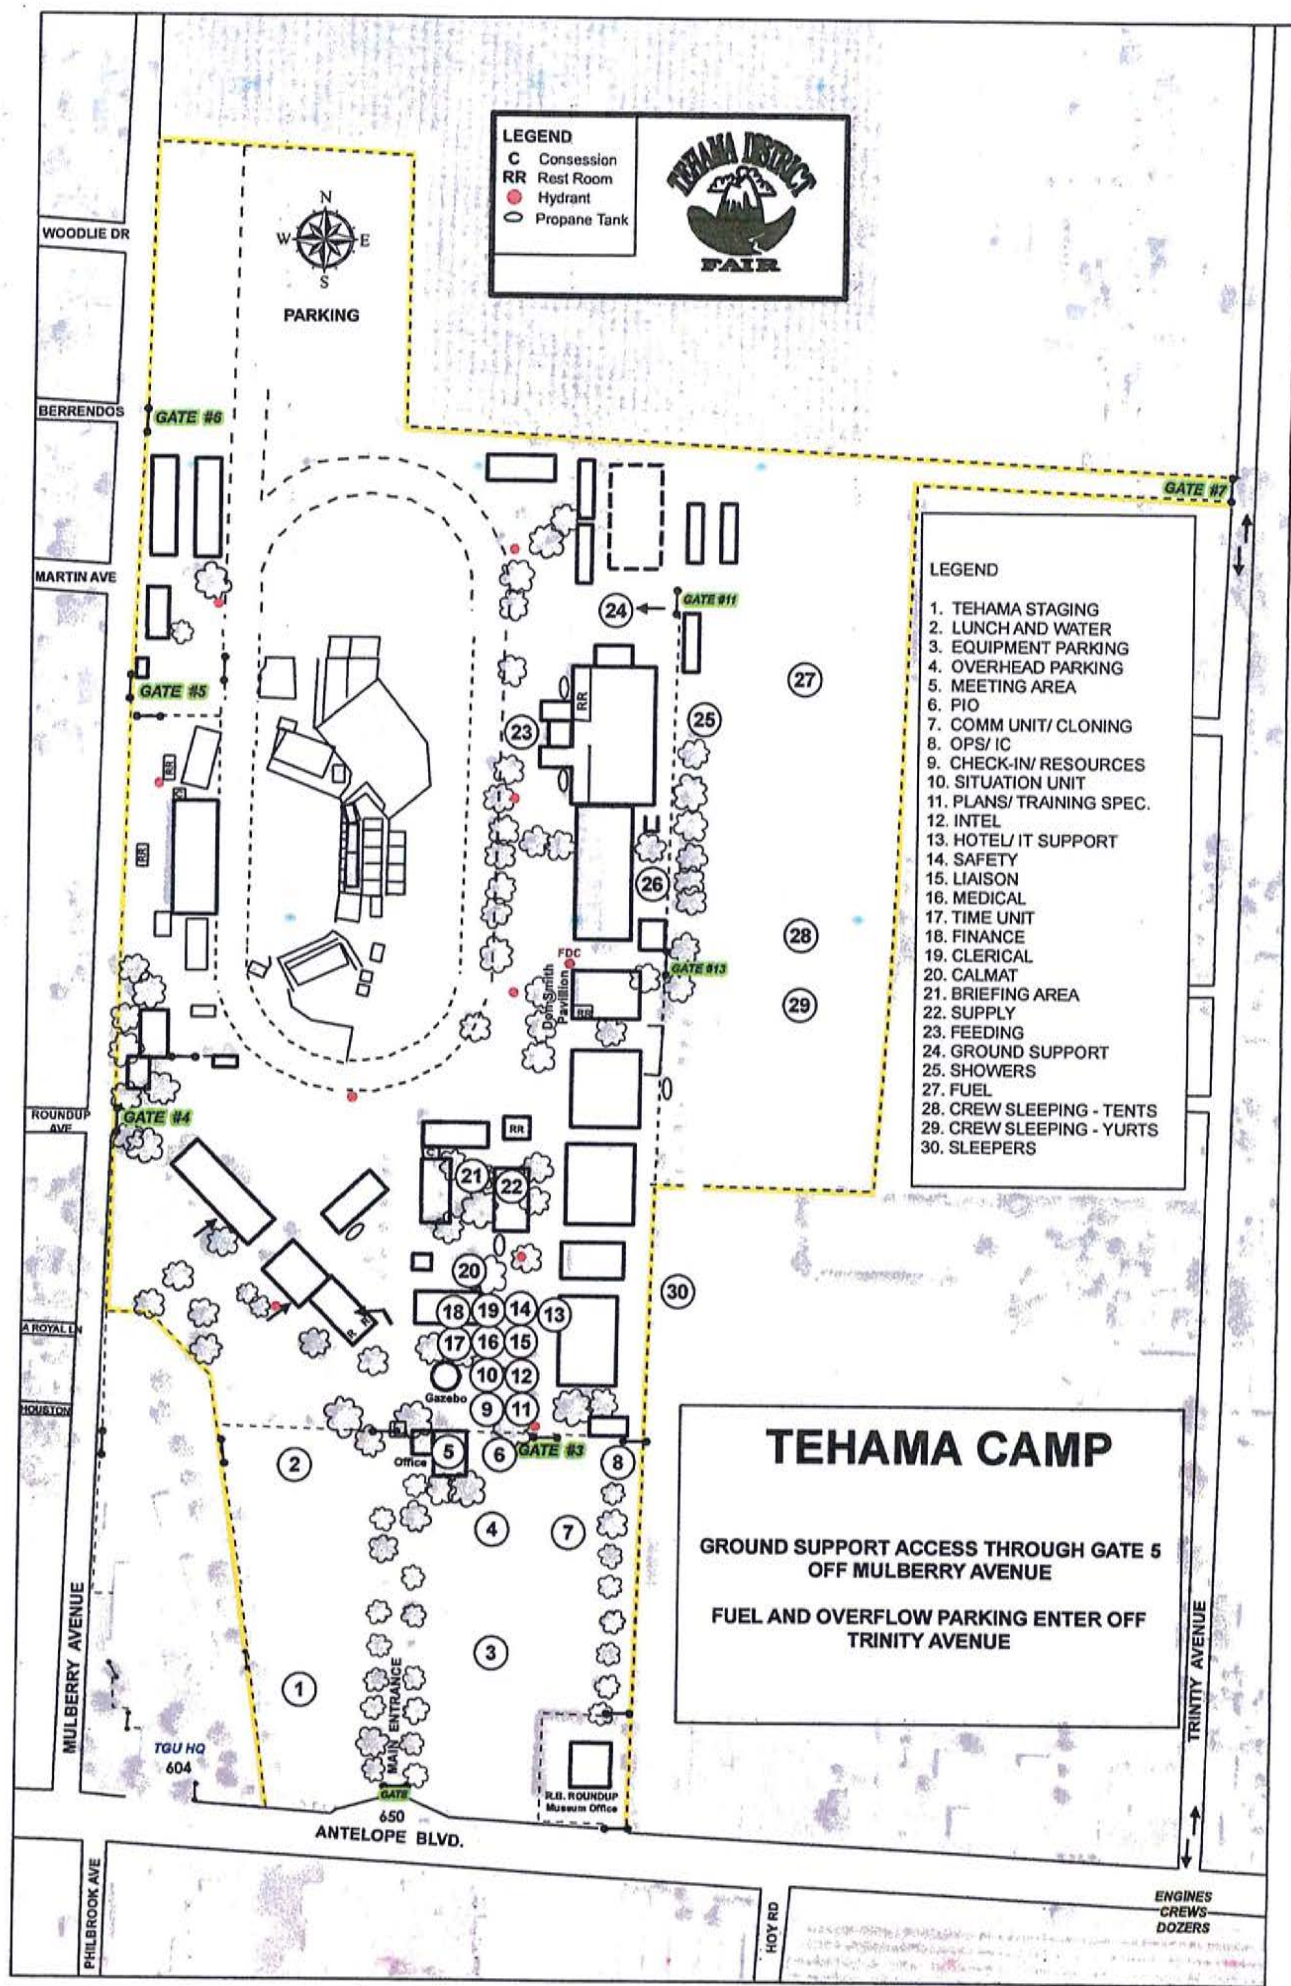 LEGEND
C Consession
RR Rest Room
Hydrant
Propane Tank
TEHAMA DISTRICT
FAIR
N
W E
S
PARKING
WOODLIE DR
BERRENDOS
GATE #6
MARTIN AVE
GATE #5
GATE #7
GATE #11
24
27
25
23
RR
RR
RR
26
28
29
FDC
GATE #13
Pavillion
RR
ROUNDUP
AVE
GATE #4
RR
C
21
22
20
30
18 19 14 13
17 16 15
10 12
9 11
Gazebo
R R
A ROYAL LN
HOUSTON
GATE #3
Office
5
6
8
2
4
7
3
1
MAIN ENTRANCE
GATE
650
ANTELOPE BLVD.
R.B. ROUNDUP
Museum Office
TGU HQ
604
MULBERRY AVENUE
PHILBROOK AVE
HOY RD
TRINITY AVENUE
ENGINES
CREWS
DOZERS
LEGEND
1. TEHAMA STAGING
2. LUNCH AND WATER
3. EQUIPMENT PARKING
4. OVERHEAD PARKING
5. MEETING AREA
6. PIO
7. COMM UNIT/ CLONING
8. OPS/ IC
9. CHECK-IN/ RESOURCES
10. SITUATION UNIT
11. PLANS/ TRAINING SPEC.
12. INTEL
13. HOTEL/ IT SUPPORT
14. SAFETY
15. LIAISON
16. MEDICAL
17. TIME UNIT
18. FINANCE
19. CLERICAL
20. CALMAT
21. BRIEFING AREA
22. SUPPLY
23. FEEDING
24. GROUND SUPPORT
25. SHOWERS
27. FUEL
28. CREW SLEEPING - TENTS
29. CREW SLEEPING - YURTS
30. SLEEPERS
TEHAMA CAMP
GROUND SUPPORT ACCESS THROUGH GATE 5
OFF MULBERRY AVENUE
FUEL AND OVERFLOW PARKING ENTER OFF
TRINITY AVENUE